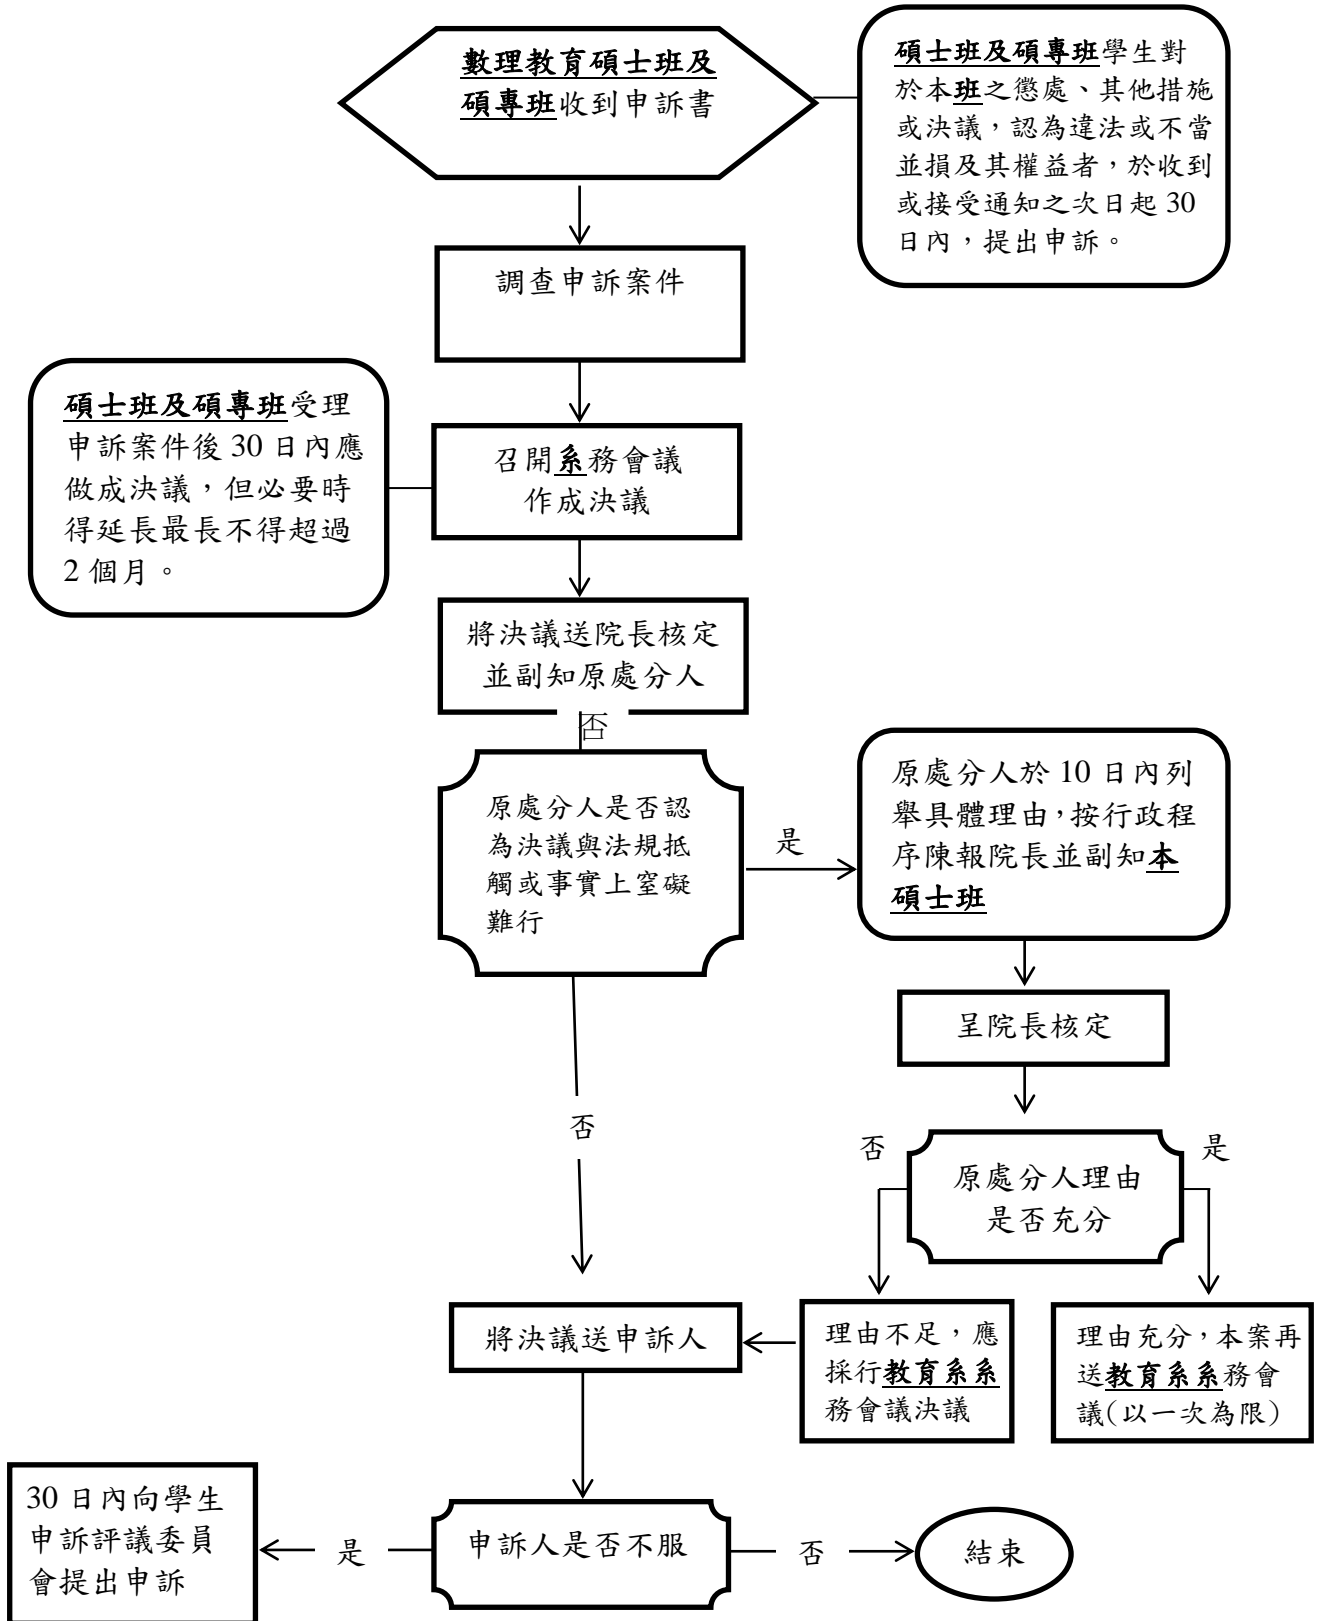 數理教育碩士班及
碩專班收到申訴書
碩士班及碩專班學生對
於本班之懲處、其他措施
或決議，認為違法或不當
並損及其權益者，於收到
或接受通知之次日起 30
日內，提出申訴。
調查申訴案件
碩士班及碩專班受理
申訴案件後 30 日內應
做成決議，但必要時
得延長最長不得超過
2 個月。
召開系務會議
作成決議
將決議送院長核定
並副知原處分人
否
原處分人是否認
為決議與法規抵
觸或事實上窒礙
難行
是
原處分人於 10 日內列
舉具體理由，按行政程
序陳報院長並副知本
碩士班
呈院長核定
否
否
是
原處分人理由
是否充分
將決議送申訴人
理由不足，應
採行教育系系
務會議決議
理由充分，本案再
送教育系系務會
議(以一次為限)
30 日內向學生
申訴評議委員
會提出申訴
是
申訴人是否不服
否
結束